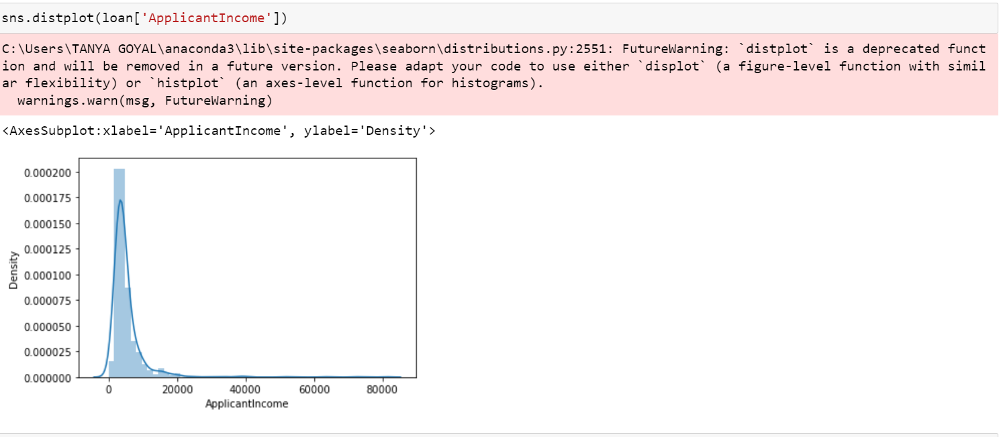 sns.distplot(loan['ApplicantIncome'])
C:\Users\TANYA GOYAL\anaconda3\lib\site-packages\seaborn\distributions.py:2551: FutureWarning: `distplot` is a deprecated funct
ion and will be removed in a future version. Please adapt your code to use either `displot` (a figure-level function with simil
ar flexibility) or `histplot` (an axes-level function for histograms).
  warnings.warn(msg, FutureWarning)
<AxesSubplot:xlabel='ApplicantIncome', ylabel='Density'>
0.000200
0.000175
0.000150
0.000125
0.000100
0.000075
0.000050
0.000025
0.000000
Density
0 20000 40000 60000 80000
ApplicantIncome